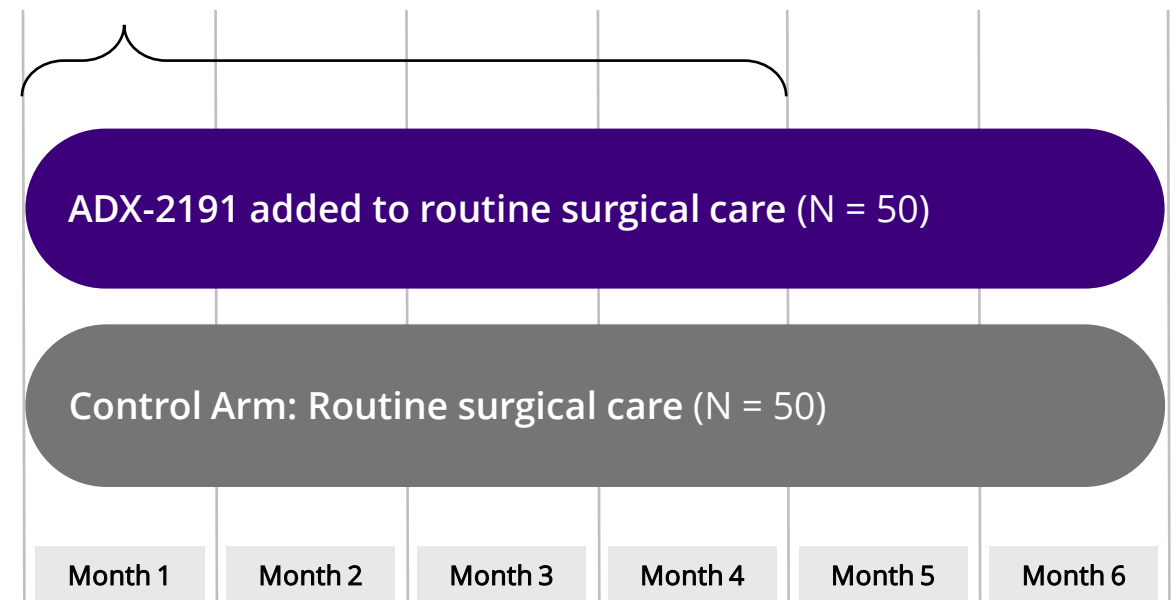 ADX-2191 added to routine surgical care (N = 50)
Control Arm: Routine surgical care (N = 50)
Month 1 Month 2 Month 3 Month 4 Month 5 Month 6